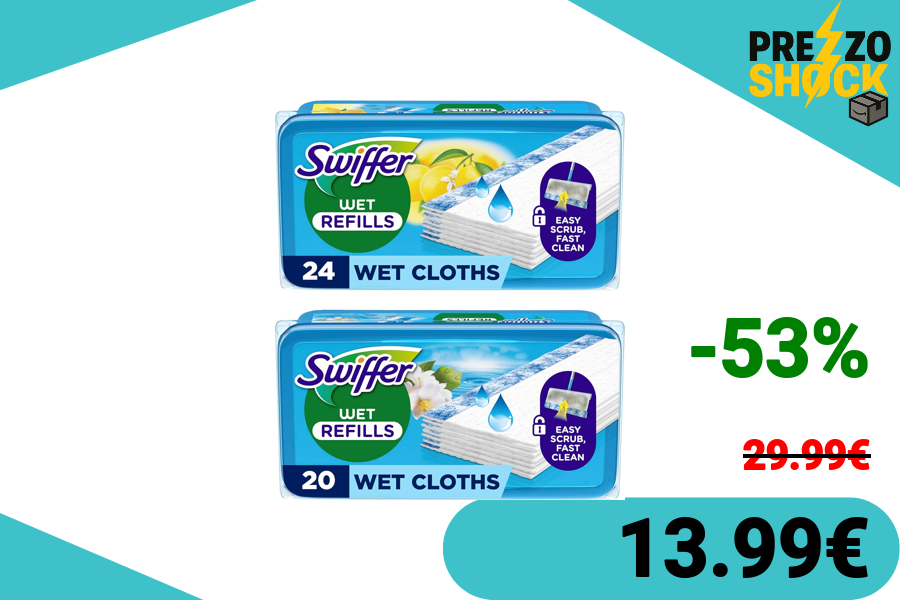 PREZZO
SHOCK
Swiffer
WET
REFILLS
EASY
SCRUB,
FAST
CLEAN
24 WET CLOTHS
Swiffer
WET
REFILLS
EASY
SCRUB,
FAST
CLEAN
20 WET CLOTHS
-53%
29.99€
13.99€